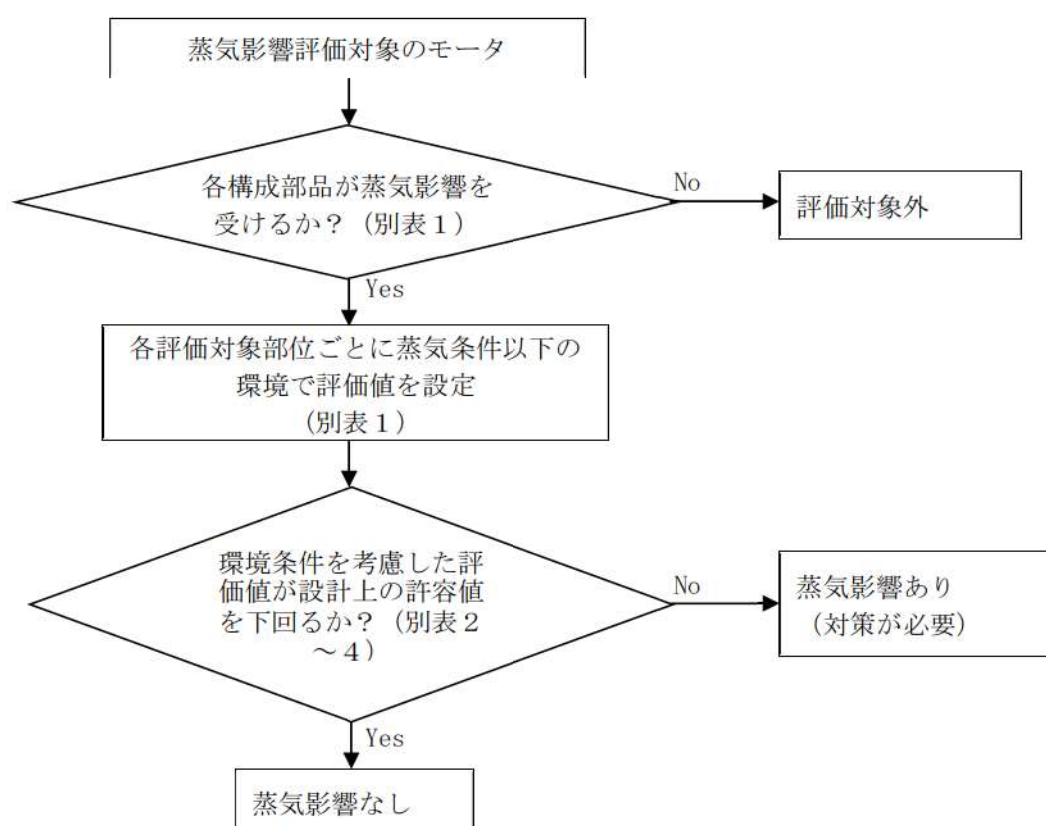 蒸気影響評価対象のモータ
各構成部品が蒸気影響を
受けるか?（別表１）
No
評価対象外
Yes
各評価対象部位ごとに蒸気条件以下の
環境で評価値を設定
（別表１）
環境条件を考慮した評
価値が設計上の許容値
を下回るか?（別表２
～４）
No
蒸気影響あり
（対策が必要）
Yes
蒸気影響なし